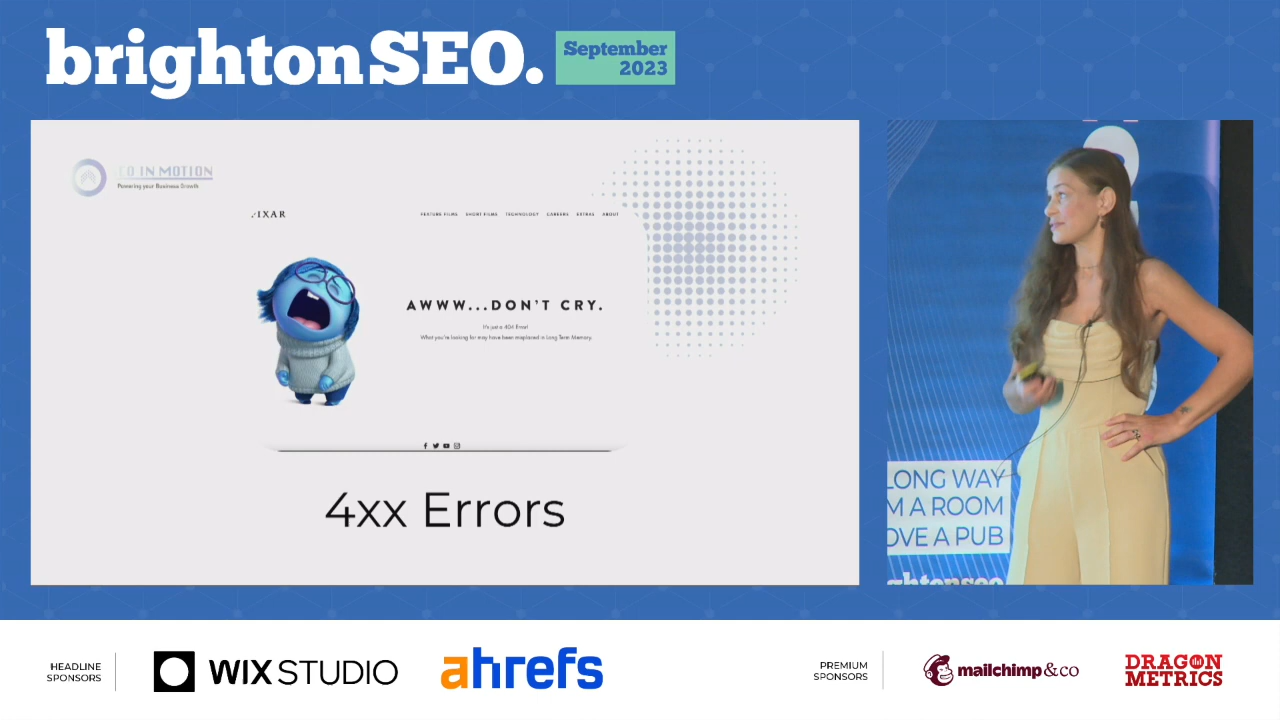 brightonSEO.
September
2023
SEO IN MOTION
Powering your Business Growth
PIXAR
FEATURE FILMS SHORT FILMS TECHNOLOGY CAREERS EXTRAS ABOUT
AWWW...DON'T CRY.
It's just a 404 Error!
What you're looking for may have been misplaced in Long Term Memory.
4xx Errors
LONG WAY
M A ROOM
OVE A PUB
ghtonseo
HEADLINE
SPONSORS
WIX STUDIO
ahrefs
PREMIUM
SPONSORS
mailchimp&co
DRAGON
METRICS